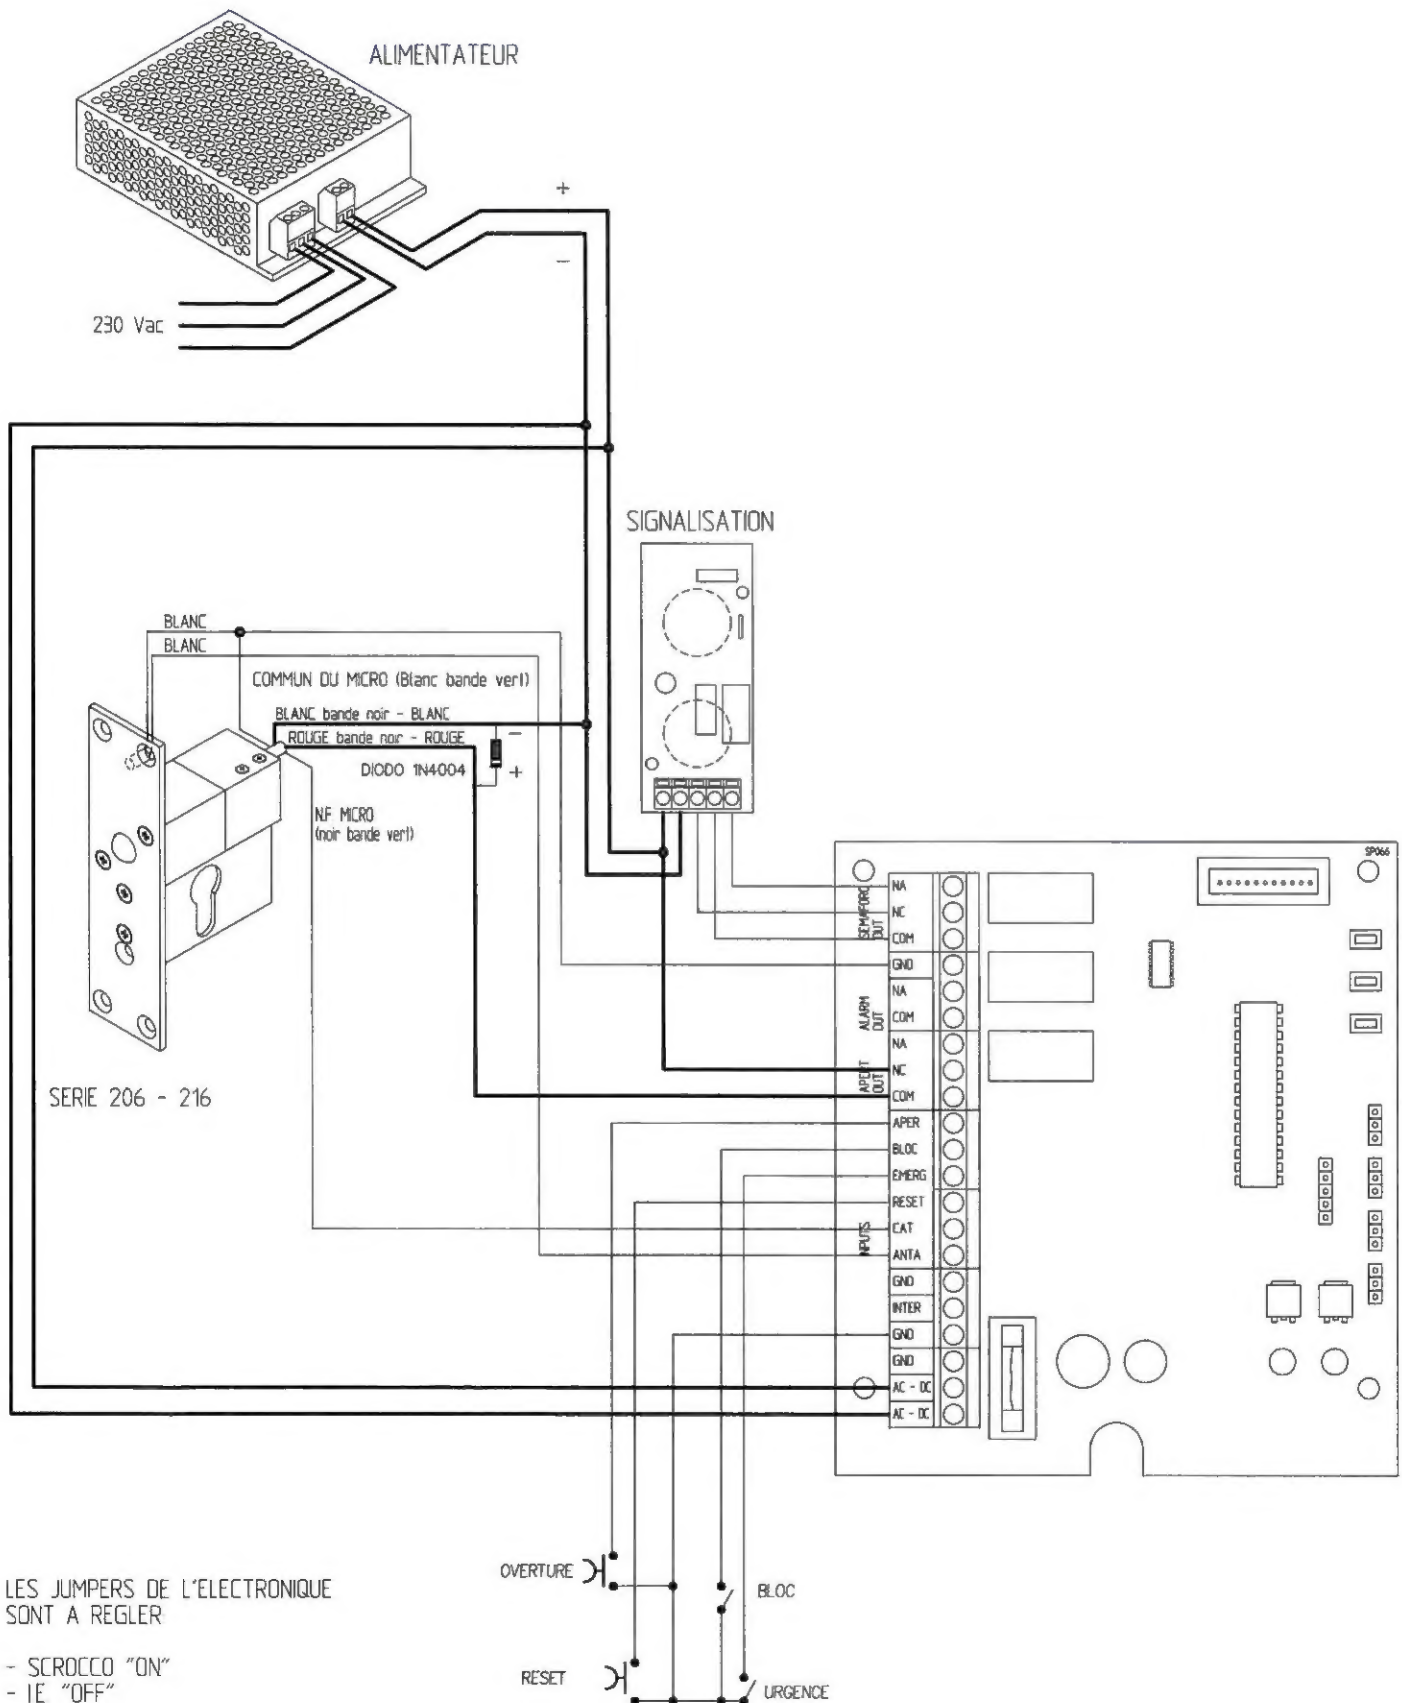 ALIMENTATEUR
+
-
230 Vac
SIGNALISATION
BLANC
BLANC
COMMUN DU MICRO (Blanc bande vert)
BLANC bande noir - BLANC
ROUGE bande noir - ROUGE
-
DIODO 1N4004
+
N.F MICRO
(noir bande vert)
SERIE 206 - 216
SP066
SEMAFORO
OUT
NA
NC
COM
GND
ALARM
OUT
NA
COM
APERT
OUT
NA
NC
COM
INPUTS
APER
BLOC
EMERG
RESET
CAT
ANTA
GND
INTER
GND
GND
AC - DC
AC - DC
OVERTURE
BLOC
RESET
URGENCE
LES JUMPERS DE L'ELECTRONIQUE
SONT A REGLER
- SCROCCO "ON"
- IE "OFF"